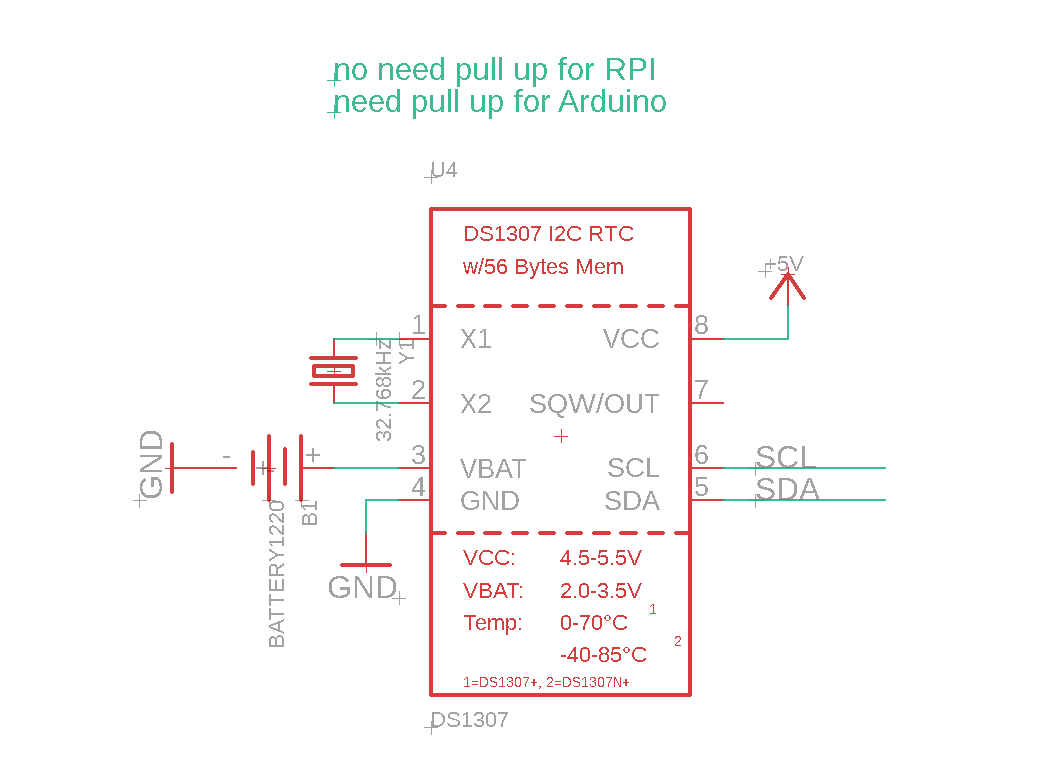 no need pull up for RPI
need pull up for Arduino
U4
DS1307 I2C RTC
w/56 Bytes Mem
+5V
1
X1
VCC
8
32.768kHz
Y1
2
X2
SQW/OUT
7
GND
-
+
3
VBAT
SCL
6
SCL
4
GND
SDA
5
SDA
BATTERY1220
B1
GND
VCC: 4.5-5.5V
VBAT: 2.0-3.5V
Temp: 0-70°C 1
-40-85°C 2
1=DS1307+, 2=DS1307N+
DS1307